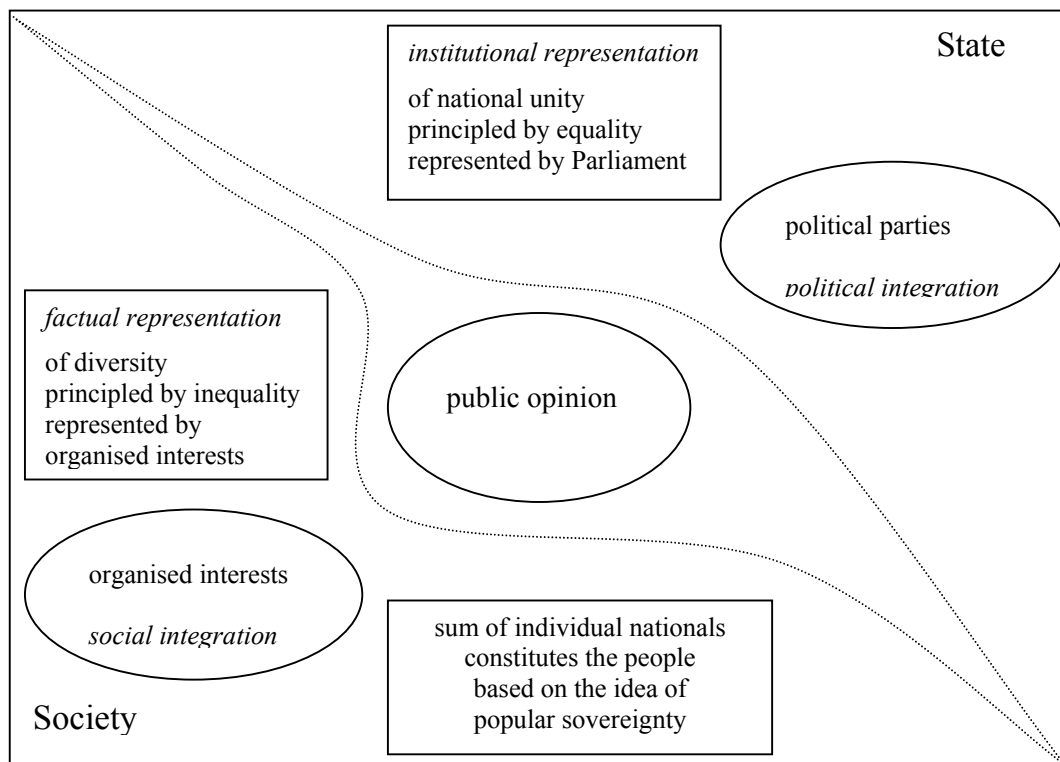 State
institutional representation
of national unity
principled by equality
represented by Parliament
political parties
political integration
factual representation
of diversity
principled by inequality
represented by
organised interests
public opinion
organised interests
social integration
sum of individual nationals
constitutes the people
based on the idea of
popular sovereignty
Society